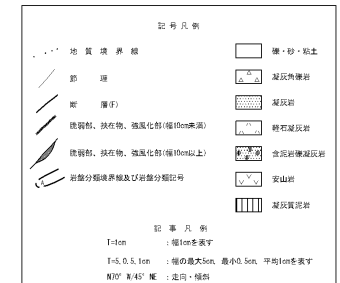 記号凡例
地質境界線
節理
断層(F)
脆弱部、挟在物、強風化部(幅10cm未満)
脆弱部、挟在物、強風化部(幅10cm以上)
岩盤分類境界線及び岩盤分類記号
礫・砂・粘土
凝灰角礫岩
凝灰岩
軽石凝灰岩
含泥岩礫凝灰岩
安山岩
凝灰質泥岩
記事凡例
T=1cm :幅1cmを表す
T=5,0.5,1cm :幅の最大5cm、最小0.5cm、平均1cmを表す
N70° W/45° NE :走向・傾斜